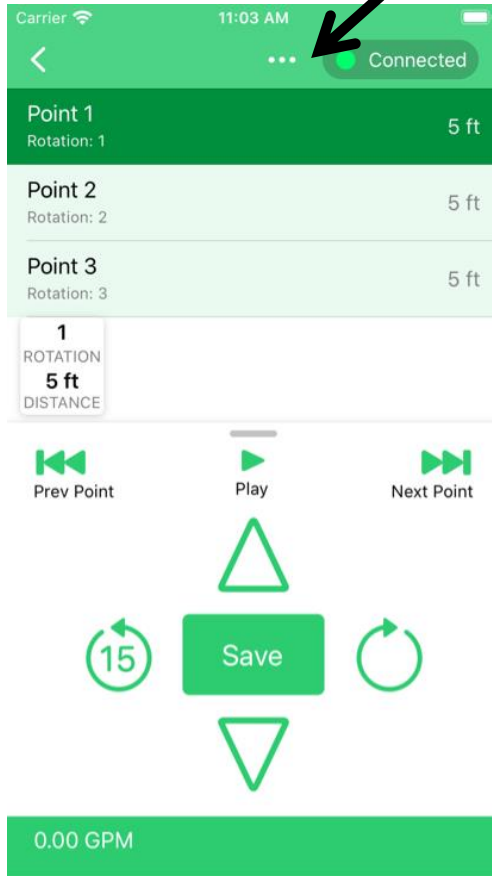 Carrier 11:03 AM
Connected
Point 1
5 ft
Rotation: 1
Point 2
5 ft
Rotation: 2
Point 3
5 ft
Rotation: 3
1
ROTATION
5 ft
DISTANCE
Prev Point Play Next Point
15 Save
0.00 GPM